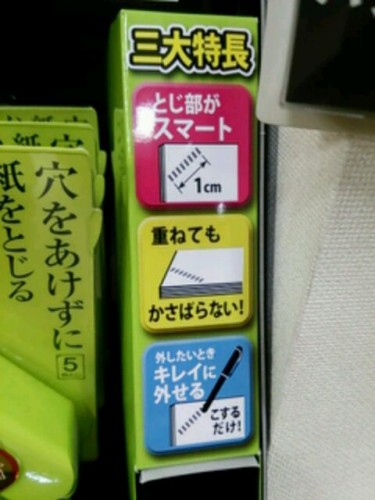 三大特長
とじ部が
スマート
1cm
重ねても
かさばらない!
外したいとき
キレイに
外せる
こする
だけ!
穴をあけずに
紙をとじる
5